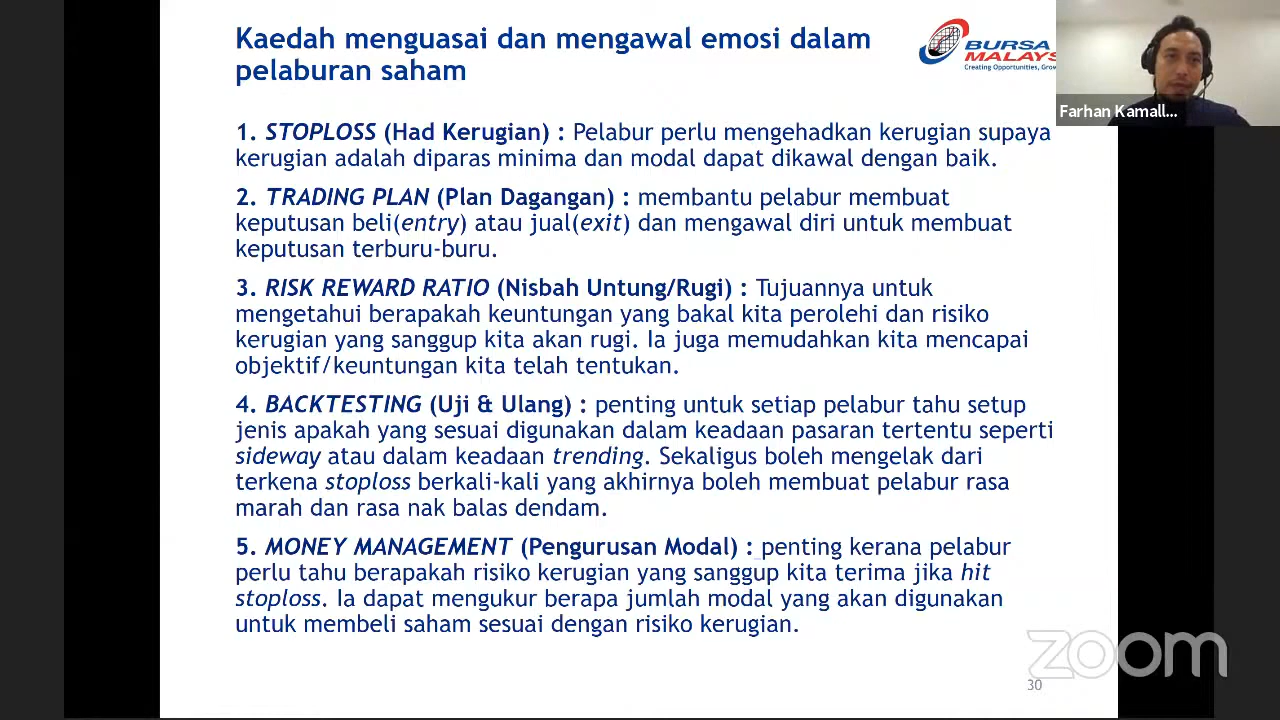 Kaedah menguasai dan mengawal emosi dalam
pelaburan saham
BURSA
MALAYS
Creating Opportunities, Grow
Farhan Kamall...
1. STOPLOSS (Had Kerugian) : Pelabur perlu mengehadkan kerugian supaya
kerugian adalah diparas minima dan modal dapat dikawal dengan baik.
2. TRADING PLAN (Plan Dagangan) : membantu pelabur membuat
keputusan beli(entry) atau jual(exit) dan mengawal diri untuk membuat
keputusan terburu-buru.
3. RISK REWARD RATIO (Nisbah Untung/Rugi) : Tujuannya untuk
mengetahui berapakah keuntungan yang bakal kita perolehi dan risiko
kerugian yang sanggup kita akan rugi. Ia juga memudahkan kita mencapai
objektif/keuntungan kita telah tentukan.
4. BACKTESTING (Uji & Ulang) : penting untuk setiap pelabur tahu setup
jenis apakah yang sesuai digunakan dalam keadaan pasaran tertentu seperti
sideway atau dalam keadaan trending. Sekaligus boleh mengelak dari
terkena stoploss berkali-kali yang akhirnya boleh membuat pelabur rasa
marah dan rasa nak balas dendam.
5. MONEY MANAGEMENT (Pengurusan Modal) : penting kerana pelabur
perlu tahu berapakah risiko kerugian yang sanggup kita terima jika hit
stoploss. Ia dapat mengukur berapa jumlah modal yang akan digunakan
untuk membeli saham sesuai dengan risiko kerugian.
zoom
30